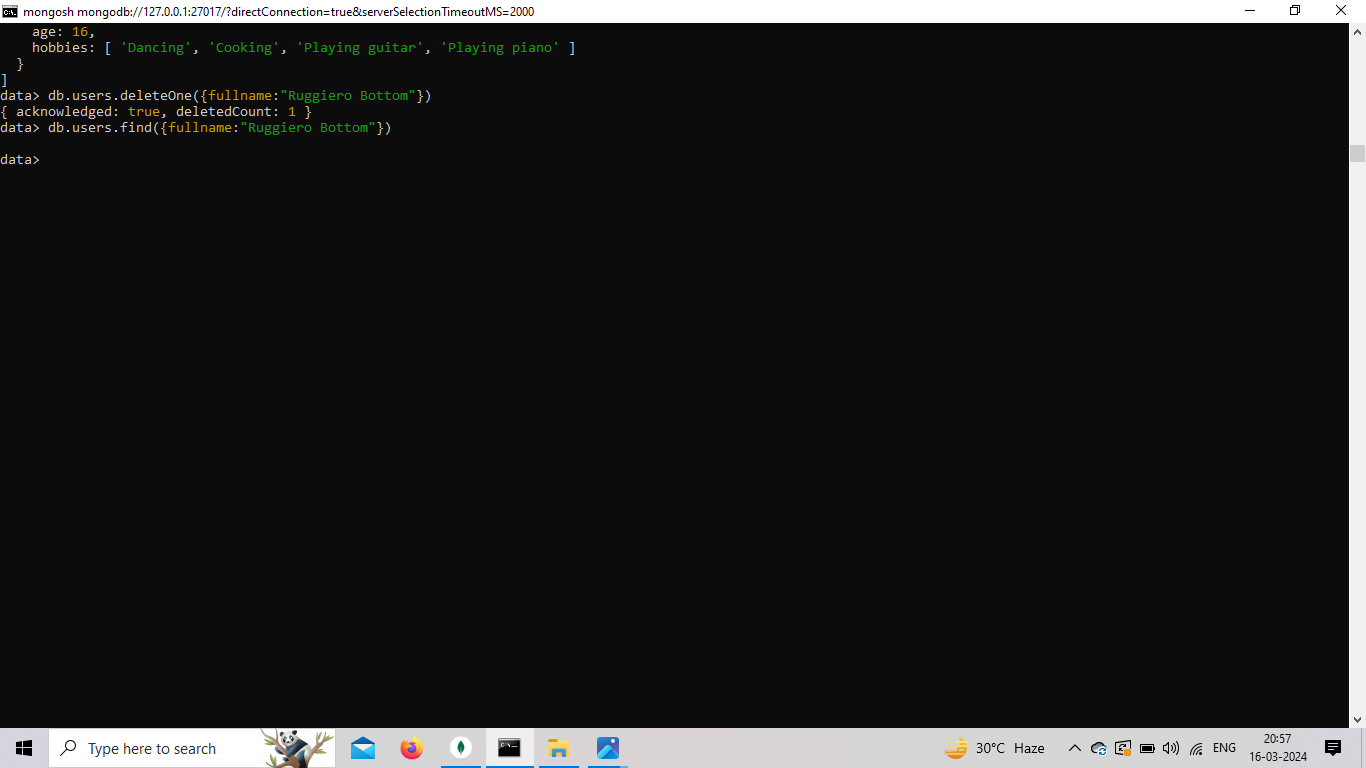 mongosh mongodb://127.0.0.1:27017/?directConnection=true&serverSelectionTimeoutMS=2000
age: 16,
hobbies: [ 'Dancing', 'Cooking', 'Playing guitar', 'Playing piano' ]
}
]
data> db.users.deleteOne({fullname:"Ruggiero Bottom"})
{ acknowledged: true, deletedCount: 1 }
data> db.users.find({fullname:"Ruggiero Bottom"})
data>
Type here to search
30°C Haze
ENG
20:57
16-03-2024